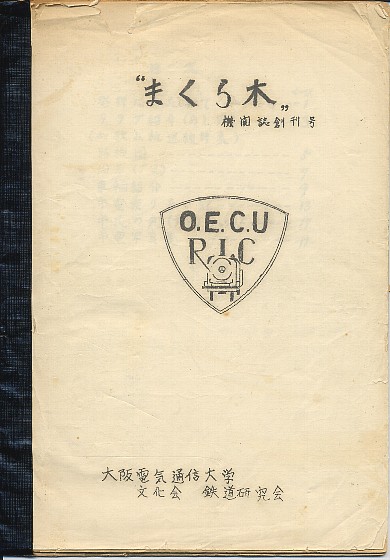 “まくら木„
機関誌創刊号
O.E.C.U
R.I.C
大阪電気通信大学
文化会 鉄道研究会